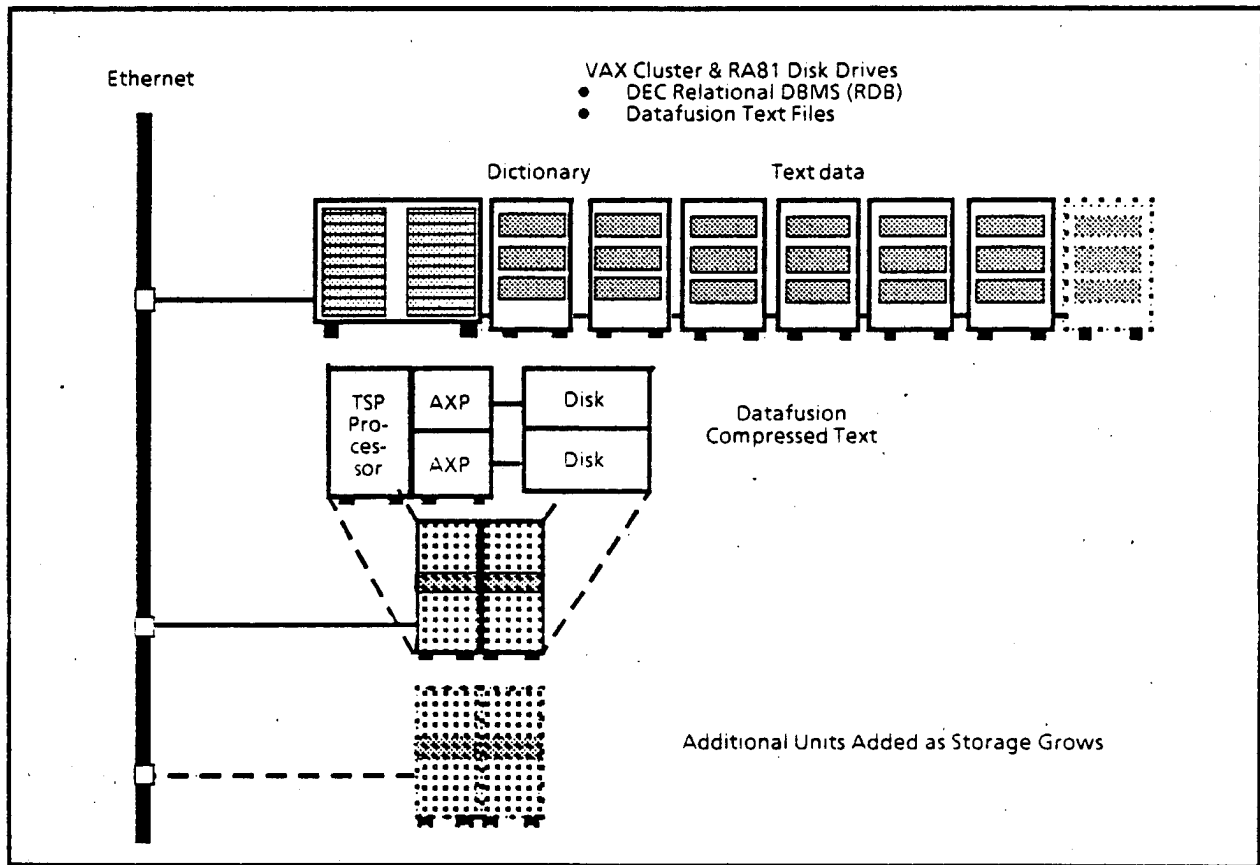 Ethernet
VAX Cluster & RA81 Disk Drives
• DEC Relational DBMS (RDB)
• Datafusion Text Files
Dictionary
Text data
TSP
Pro-
ces-
sor
AXP
Disk
AXP
Disk
Datafusion
Compressed Text
Additional Units Added as Storage Grows